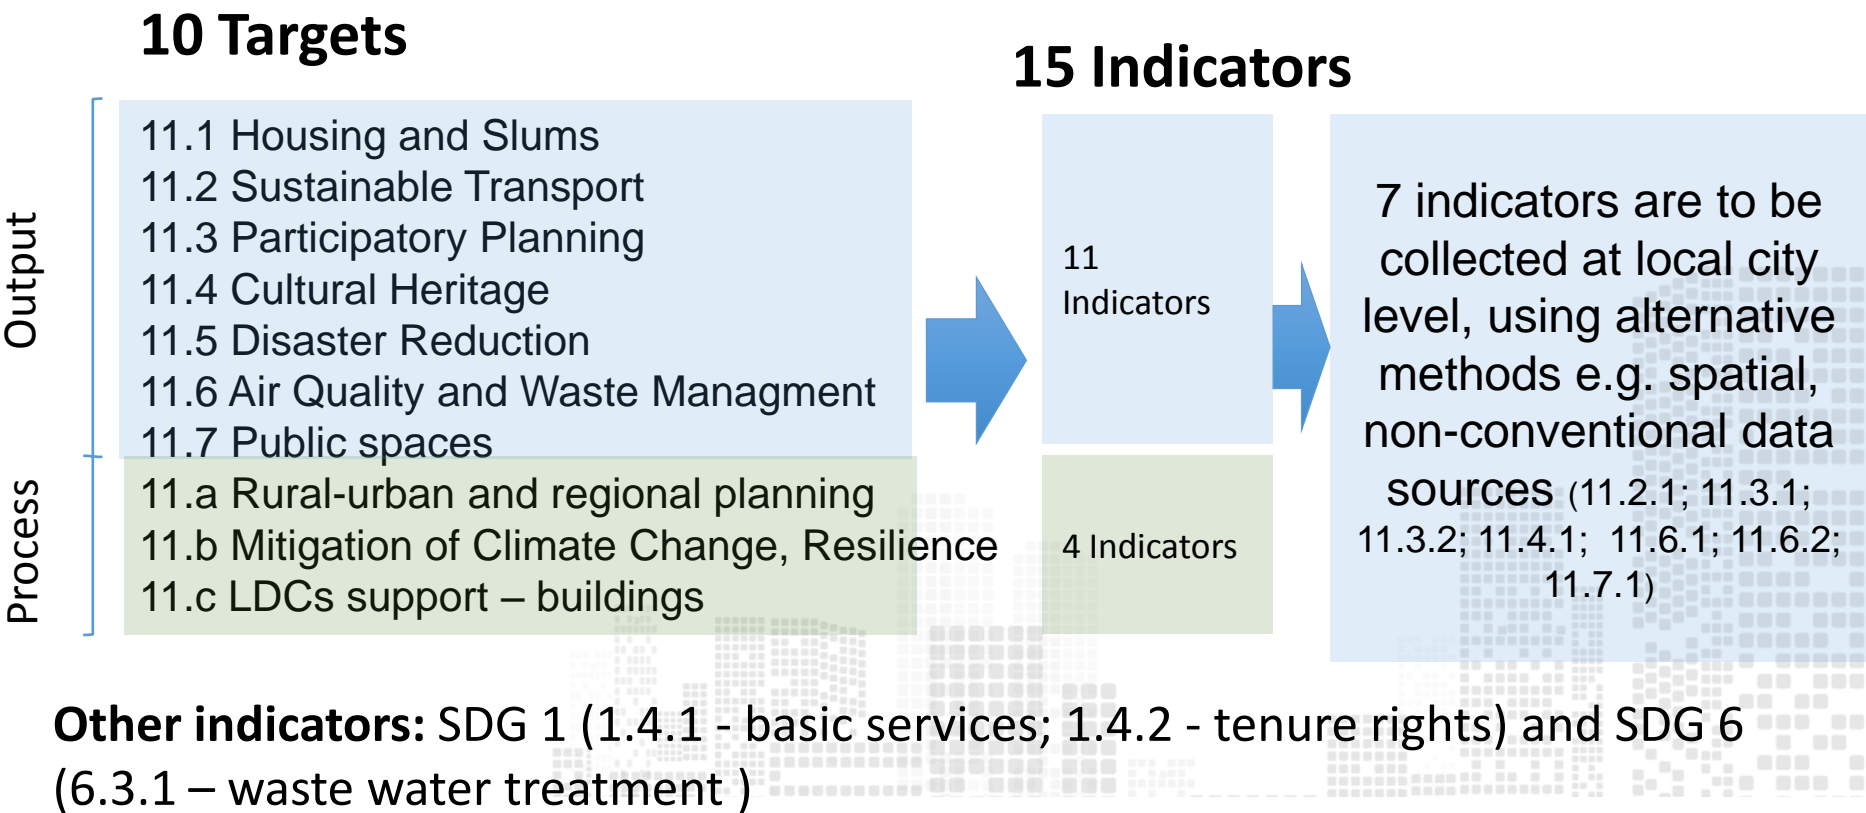 10 Targets
15 Indicators
Output
11.1 Housing and Slums
11.2 Sustainable Transport
11.3 Participatory Planning
11.4 Cultural Heritage
11.5 Disaster Reduction
11.6 Air Quality and Waste Managment
11.7 Public spaces
Process
11.a Rural-urban and regional planning
11.b Mitigation of Climate Change, Resilience
11.c LDCs support – buildings
11
Indicators
4 Indicators
7 indicators are to be
collected at local city
level, using alternative
methods e.g. spatial,
non-conventional data
sources (11.2.1; 11.3.1;
11.3.2; 11.4.1; 11.6.1; 11.6.2;
11.7.1)
Other indicators: SDG 1 (1.4.1 - basic services; 1.4.2 - tenure rights) and SDG 6
(6.3.1 – waste water treatment )